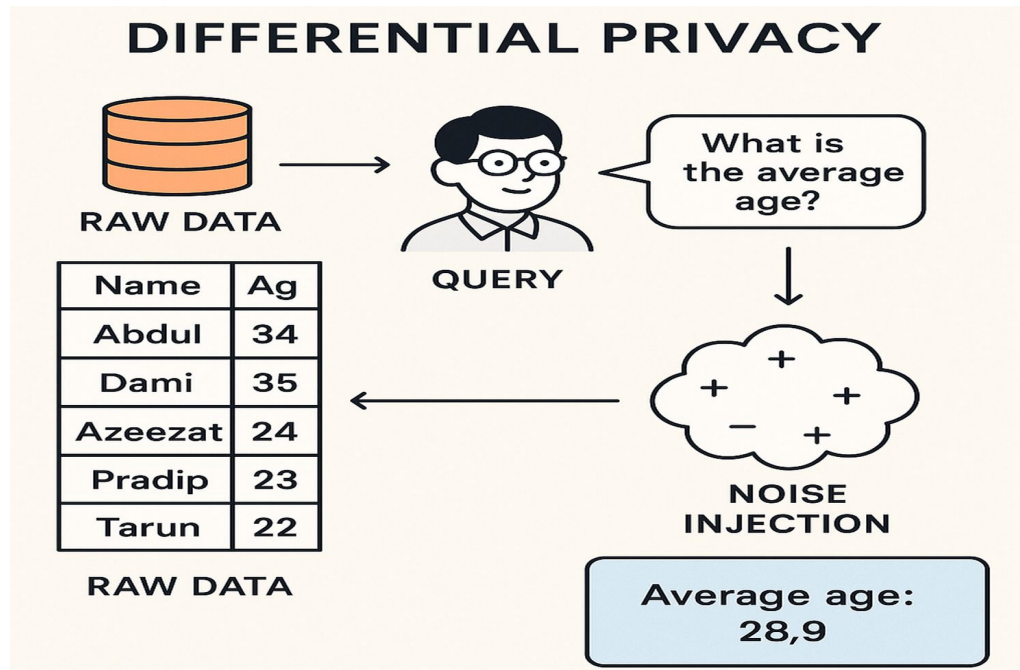 DIFFERENTIAL PRIVACY
RAW DATA
QUERY
What is
the average
age?
Name Ag
Abdul 34
Dami 35
Azeezat 24
Pradip 23
Tarun 22
RAW DATA
+ + + − +
NOISE
INJECTION
Average age:
28,9